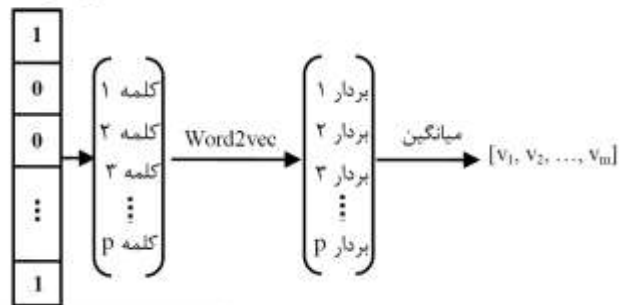 1
0
0
⋮
1
کلمه ۱
کلمه ۲
کلمه ۳
⋮
کلمه p
Word2vec
بردار ۱
بردار ۲
بردار ۳
⋮
بردار p
میانگین
[v₁, v₂, …, vₘ]